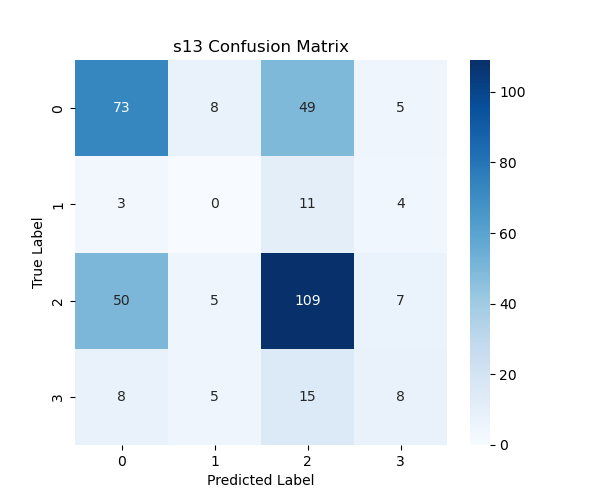 s13 Confusion Matrix
0 73 8 49 5
1 3 0 11 4
2 50 5 109 7
3 8 5 15 8
0 1 2 3
Predicted Label
True Label
100
80
60
40
20
0